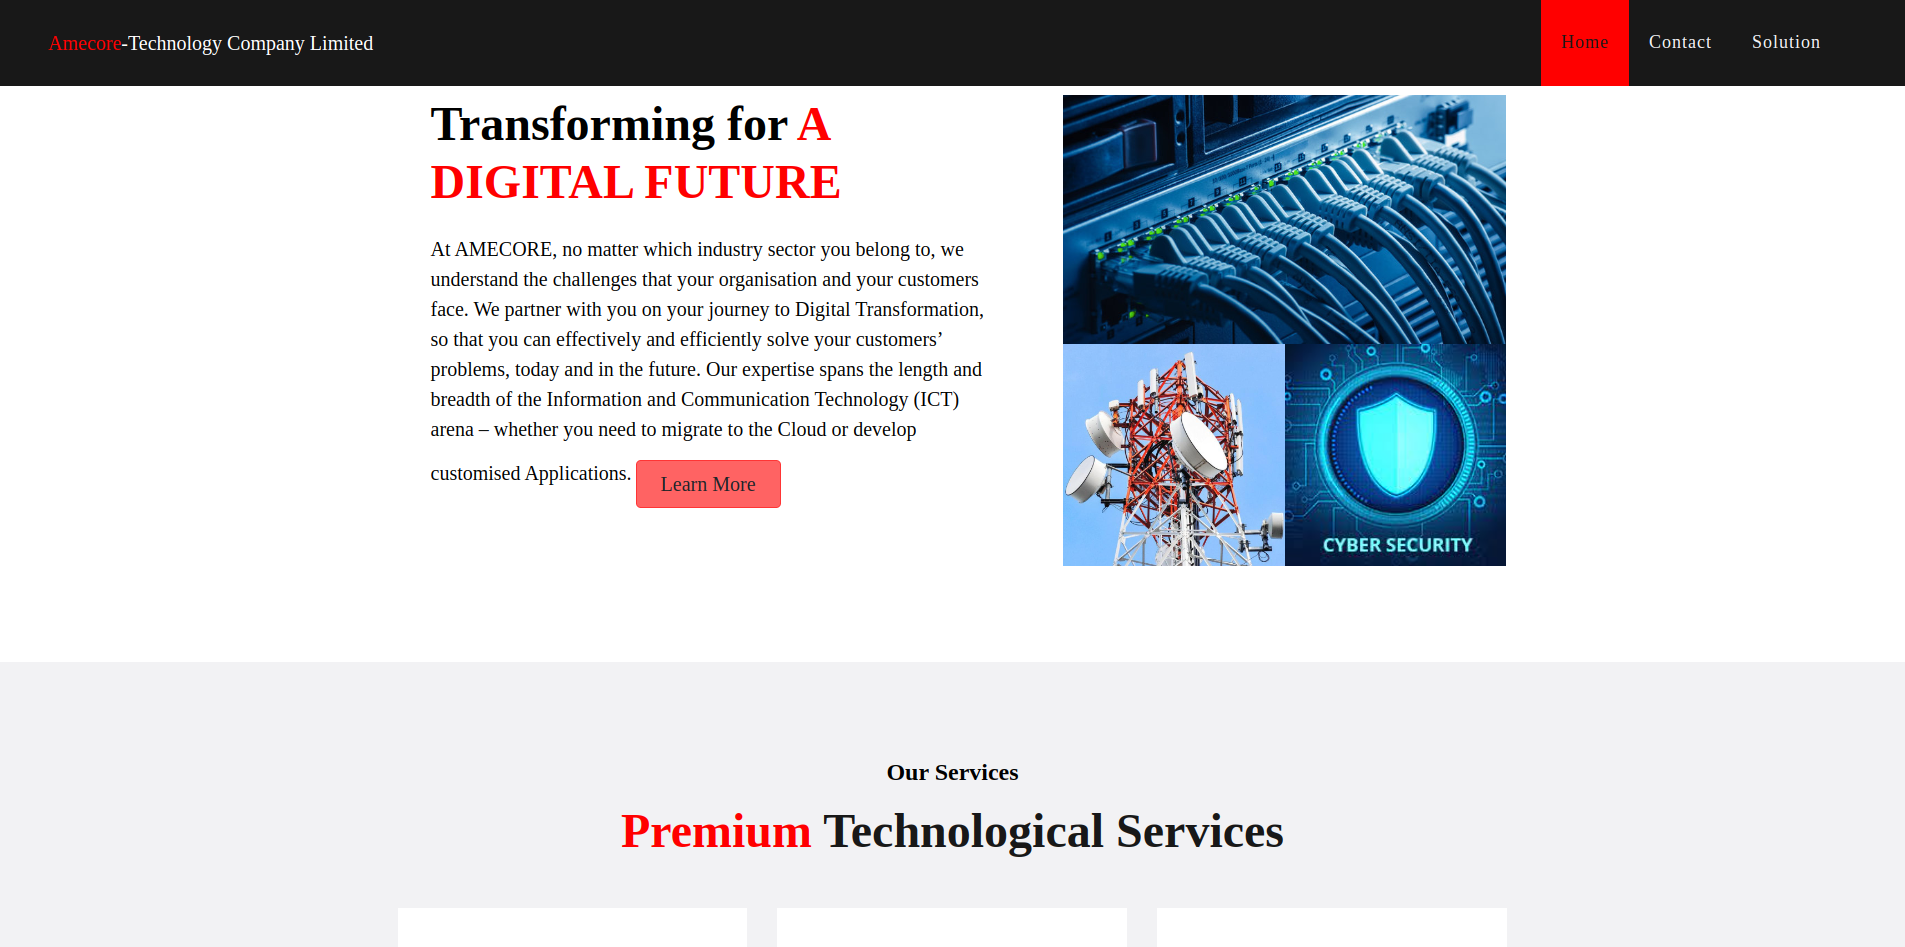 Amecore-Technology Company Limited
Home Contact Solution
Transforming for A
DIGITAL FUTURE
At AMECORE, no matter which industry sector you belong to, we
understand the challenges that your organisation and your customers
face. We partner with you on your journey to Digital Transformation,
so that you can effectively and efficiently solve your customers’
problems, today and in the future. Our expertise spans the length and
breadth of the Information and Communication Technology (ICT)
arena – whether you need to migrate to the Cloud or develop
customised Applications. Learn More
CYBER SECURITY
Our Services
Premium Technological Services